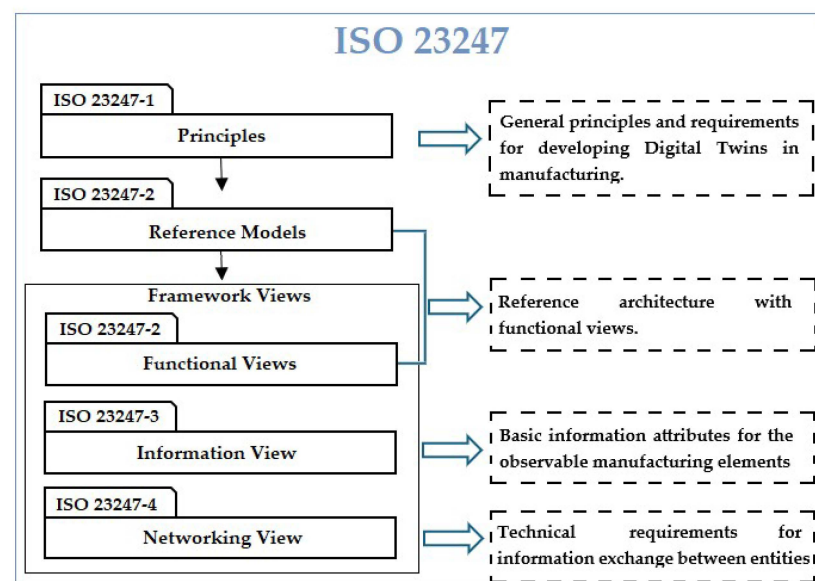 ISO 23247
ISO 23247-1
Principles
General principles and requirements
for developing Digital Twins in
manufacturing.
ISO 23247-2
Reference Models
Framework Views
Reference architecture with
functional views.
ISO 23247-2
Functional Views
ISO 23247-3
Information View
Basic information attributes for the
observable manufacturing elements
ISO 23247-4
Networking View
Technical requirements for
information exchange between entities